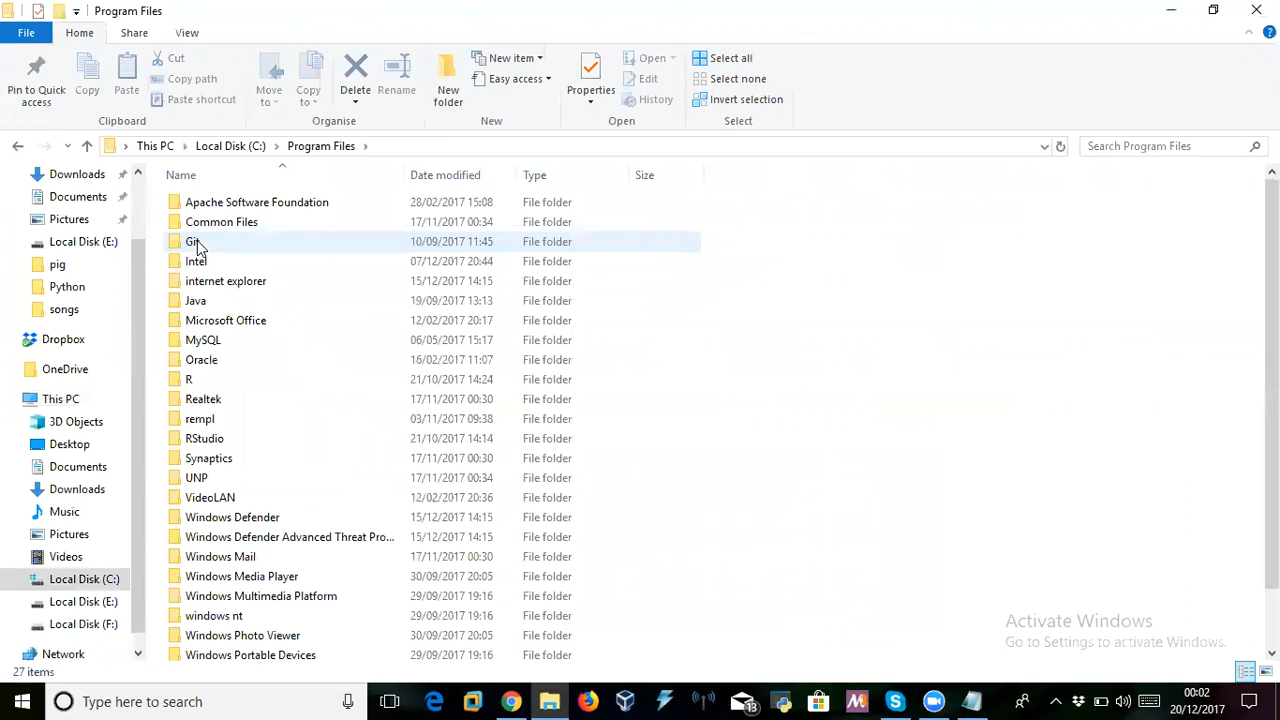 Program Files
File Home Share View
Pin to Quick access
Copy
Paste
Cut
Copy path
Paste shortcut
Move to
Copy to
Delete
Rename
New folder
New item
Easy access
Properties
Open
Edit
History
Select all
Select none
Invert selection
Clipboard Organise New Open Select
This PC Local Disk (C:) Program Files
Search Program Files
Name Date modified Type Size
Downloads
Documents
Pictures
Local Disk (E:)
pig
Python
songs
Dropbox
OneDrive
This PC
3D Objects
Desktop
Documents
Downloads
Music
Pictures
Videos
Local Disk (C:)
Local Disk (E:)
Local Disk (F:)
Network
Apache Software Foundation 28/02/2017 15:08 File folder
Common Files 17/11/2017 00:34 File folder
Git 10/09/2017 11:45 File folder
Intel 07/12/2017 20:44 File folder
internet explorer 15/12/2017 14:15 File folder
Java 19/09/2017 13:13 File folder
Microsoft Office 12/02/2017 20:17 File folder
MySQL 06/05/2017 15:17 File folder
Oracle 16/02/2017 11:07 File folder
R 21/10/2017 14:24 File folder
Realtek 17/11/2017 00:30 File folder
rempl 03/11/2017 09:38 File folder
RStudio 21/10/2017 14:14 File folder
Synaptics 17/11/2017 00:30 File folder
UNP 17/11/2017 00:34 File folder
VideoLAN 12/02/2017 20:36 File folder
Windows Defender 15/12/2017 14:15 File folder
Windows Defender Advanced Threat Pro... 15/12/2017 14:15 File folder
Windows Mail 17/11/2017 00:30 File folder
Windows Media Player 30/09/2017 20:05 File folder
Windows Multimedia Platform 29/09/2017 19:16 File folder
windows nt 29/09/2017 19:16 File folder
Windows Photo Viewer 30/09/2017 20:05 File folder
Windows Portable Devices 29/09/2017 19:16 File folder
Activate Windows
Go to Settings to activate Windows.
27 items
Type here to search
13
00:02
20/12/2017